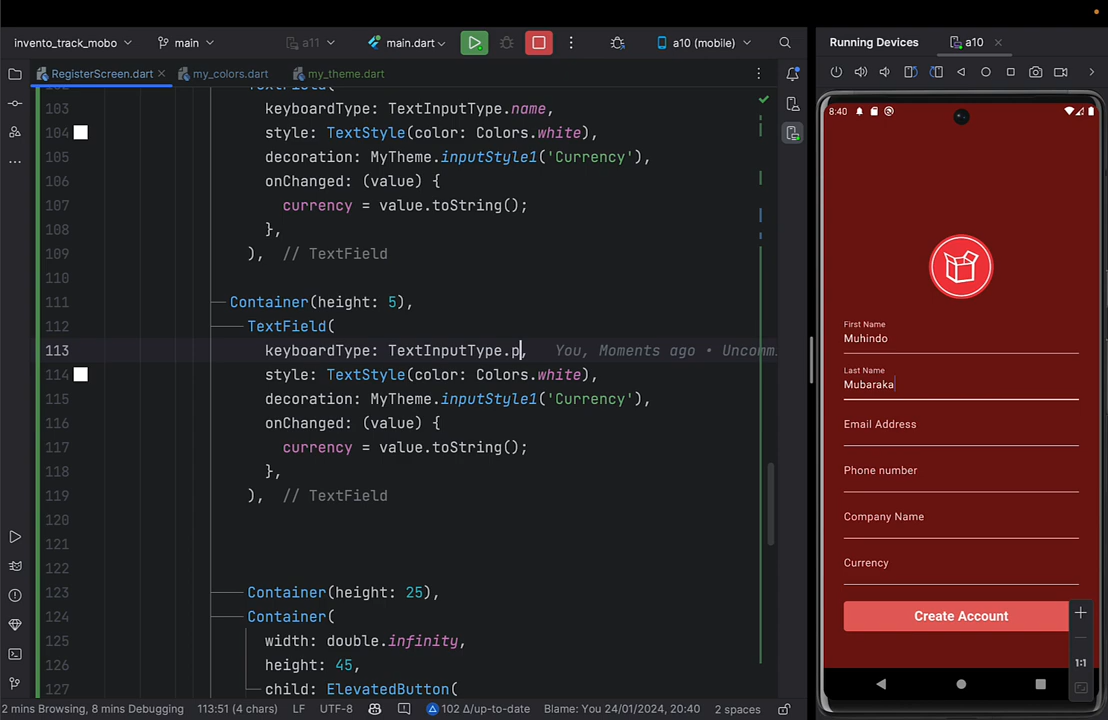 invento_track_mobo
main
a11
main.dart
a10 (mobile)
Running Devices
a10
RegisterScreen.dart
my_colors.dart
my_theme.dart
103 keyboardType: TextInputType.name,
104 style: TextStyle(color: Colors.white),
105 decoration: MyTheme.inputStyle1('Currency'),
106 onChanged: (value) {
107 currency = value.toString();
108 },
109 ), // TextField
110
111 Container(height: 5),
112 TextField(
113 keyboardType: TextInputType.p, You, Moments ago • Uncomm
114 style: TextStyle(color: Colors.white),
115 decoration: MyTheme.inputStyle1('Currency'),
116 onChanged: (value) {
117 currency = value.toString();
118 },
119 ), // TextField
120
121
122
123 Container(height: 25),
124 Container(
125 width: double.infinity,
126 height: 45,
127 child: ElevatedButton(
8:40
First Name
Muhindo
Last Name
Mubaraka
Email Address
Phone number
Company Name
Currency
Create Account
1:1
2 mins Browsing, 8 mins Debugging
113:51 (4 chars)
LF
UTF-8
102 Δ/up-to-date
Blame: You 24/01/2024, 20:40
2 spaces